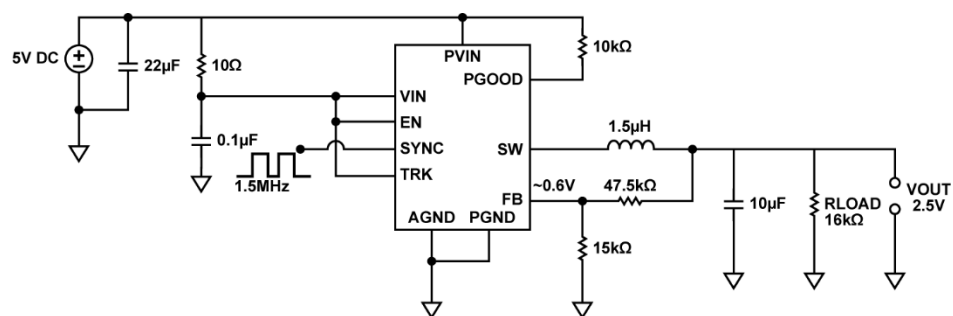 5V DC
22µF
10Ω
0.1µF
1.5MHz
PVIN
PGOOD
VIN
EN
SYNC
TRK
SW
FB
AGND PGND
10kΩ
1.5µH
~0.6V
47.5kΩ
15kΩ
10µF
RLOAD
16kΩ
VOUT
2.5V